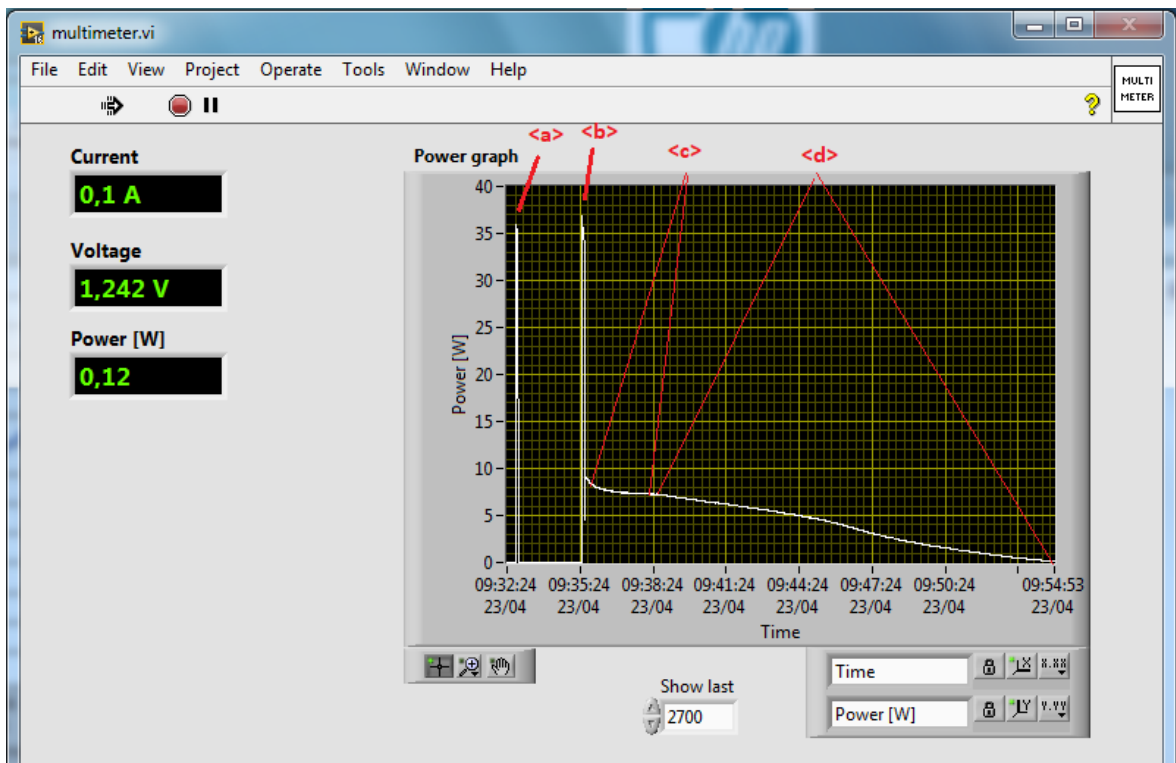 hp
multimeter.vi
File Edit View Project Operate Tools Window Help
MULTI
METER
<a> <b> <c> <d>
Current
0,1 A
Voltage
1,242 V
Power [W]
0,12
Power graph
Power [W]
40
35
30
25
20
15
10
5
0
09:32:24 09:35:24 09:38:24 09:41:24 09:44:24 09:47:24 09:50:24 09:54:53
23/04 23/04 23/04 23/04 23/04 23/04 23/04 23/04
Time
Show last
2700
Time
X.XX
Power [W]
Y.YY